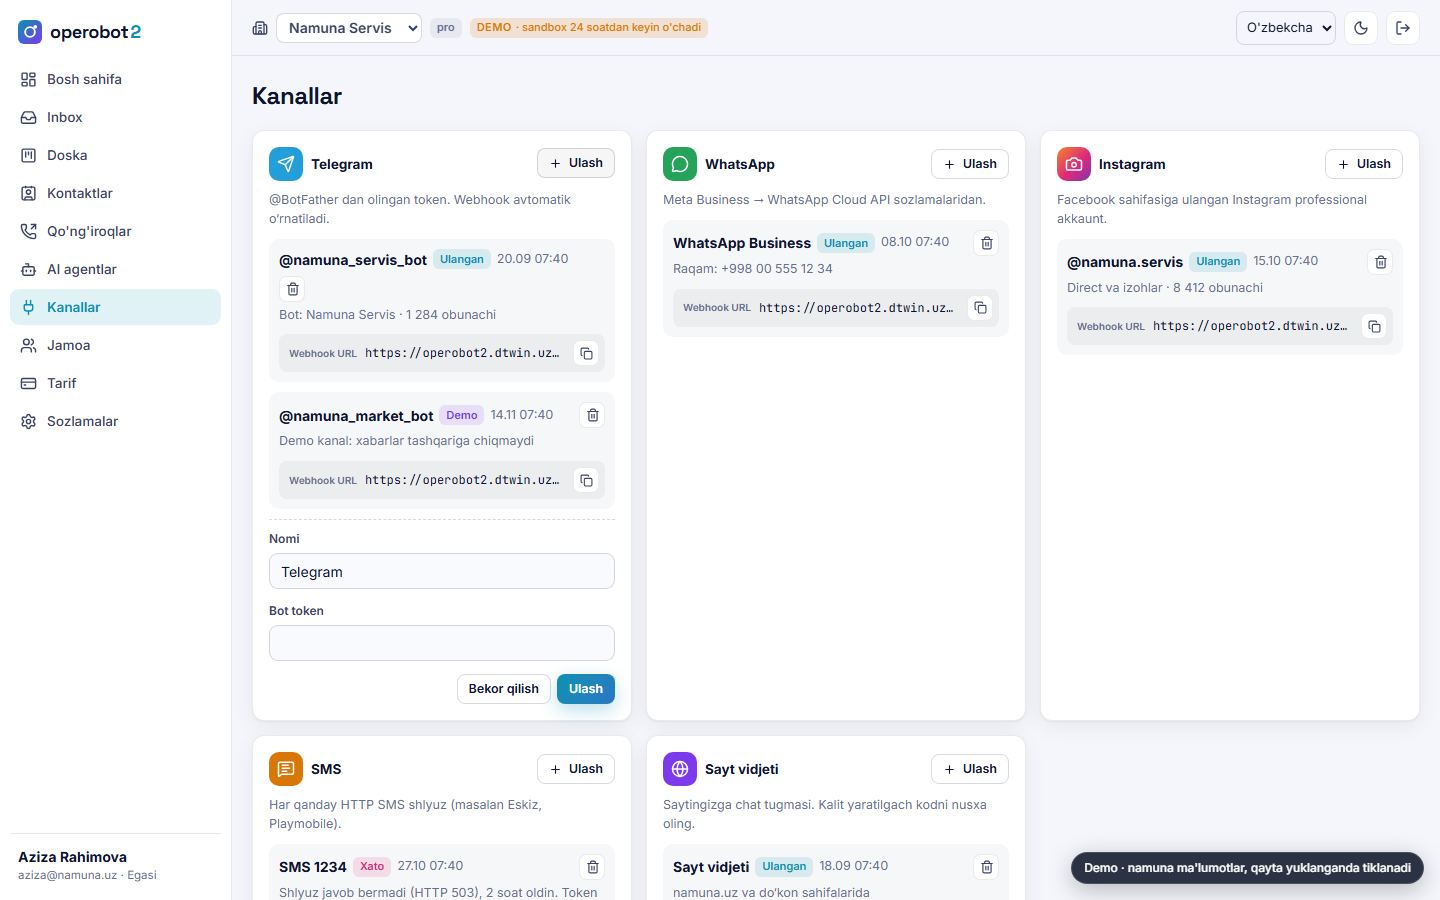 operobot2
Bosh sahifa
Inbox
Doska
Kontaktlar
Qo'ng'iroqlar
AI agentlar
Kanallar
Jamoa
Tarif
Sozlamalar
Aziza Rahimova
aziza@namuna.uz · Egasi
Namuna Servis
pro
DEMO · sandbox 24 soatdan keyin o'chadi
O'zbekcha
Kanallar
Telegram
+ Ulash
@BotFather dan olingan token. Webhook avtomatik
o'rnatiladi.
@namuna_servis_bot Ulangan 20.09 07:40
Bot: Namuna Servis · 1 284 obunachi
Webhook URL https://operobot2.dtwin.uz…
@namuna_market_bot Demo 14.11 07:40
Demo kanal: xabarlar tashqariga chiqmaydi
Webhook URL https://operobot2.dtwin.uz…
Nomi
Telegram
Bot token
Bekor qilish
Ulash
WhatsApp
+ Ulash
Meta Business → WhatsApp Cloud API sozlamalaridan.
WhatsApp Business Ulangan 08.10 07:40
Raqam: +998 00 555 12 34
Webhook URL https://operobot2.dtwin.uz…
Instagram
+ Ulash
Facebook sahifasiga ulangan Instagram professional
akkaunt.
@namuna.servis Ulangan 15.10 07:40
Direct va izohlar · 8 412 obunachi
Webhook URL https://operobot2.dtwin.uz…
SMS
+ Ulash
Har qanday HTTP SMS shlyuz (masalan Eskiz,
Playmobile).
SMS 1234 Xato 27.10 07:40
Shlyuz javob bermadi (HTTP 503), 2 soat oldin. Token
Sayt vidjeti
+ Ulash
Saytingizga chat tugmasi. Kalit yaratilgach kodni nusxa
oling.
Sayt vidjeti Ulangan 18.09 07:40
namuna.uz va do'kon sahifalarida
Demo · namuna ma'lumotlar, qayta yuklanganda tiklanadi